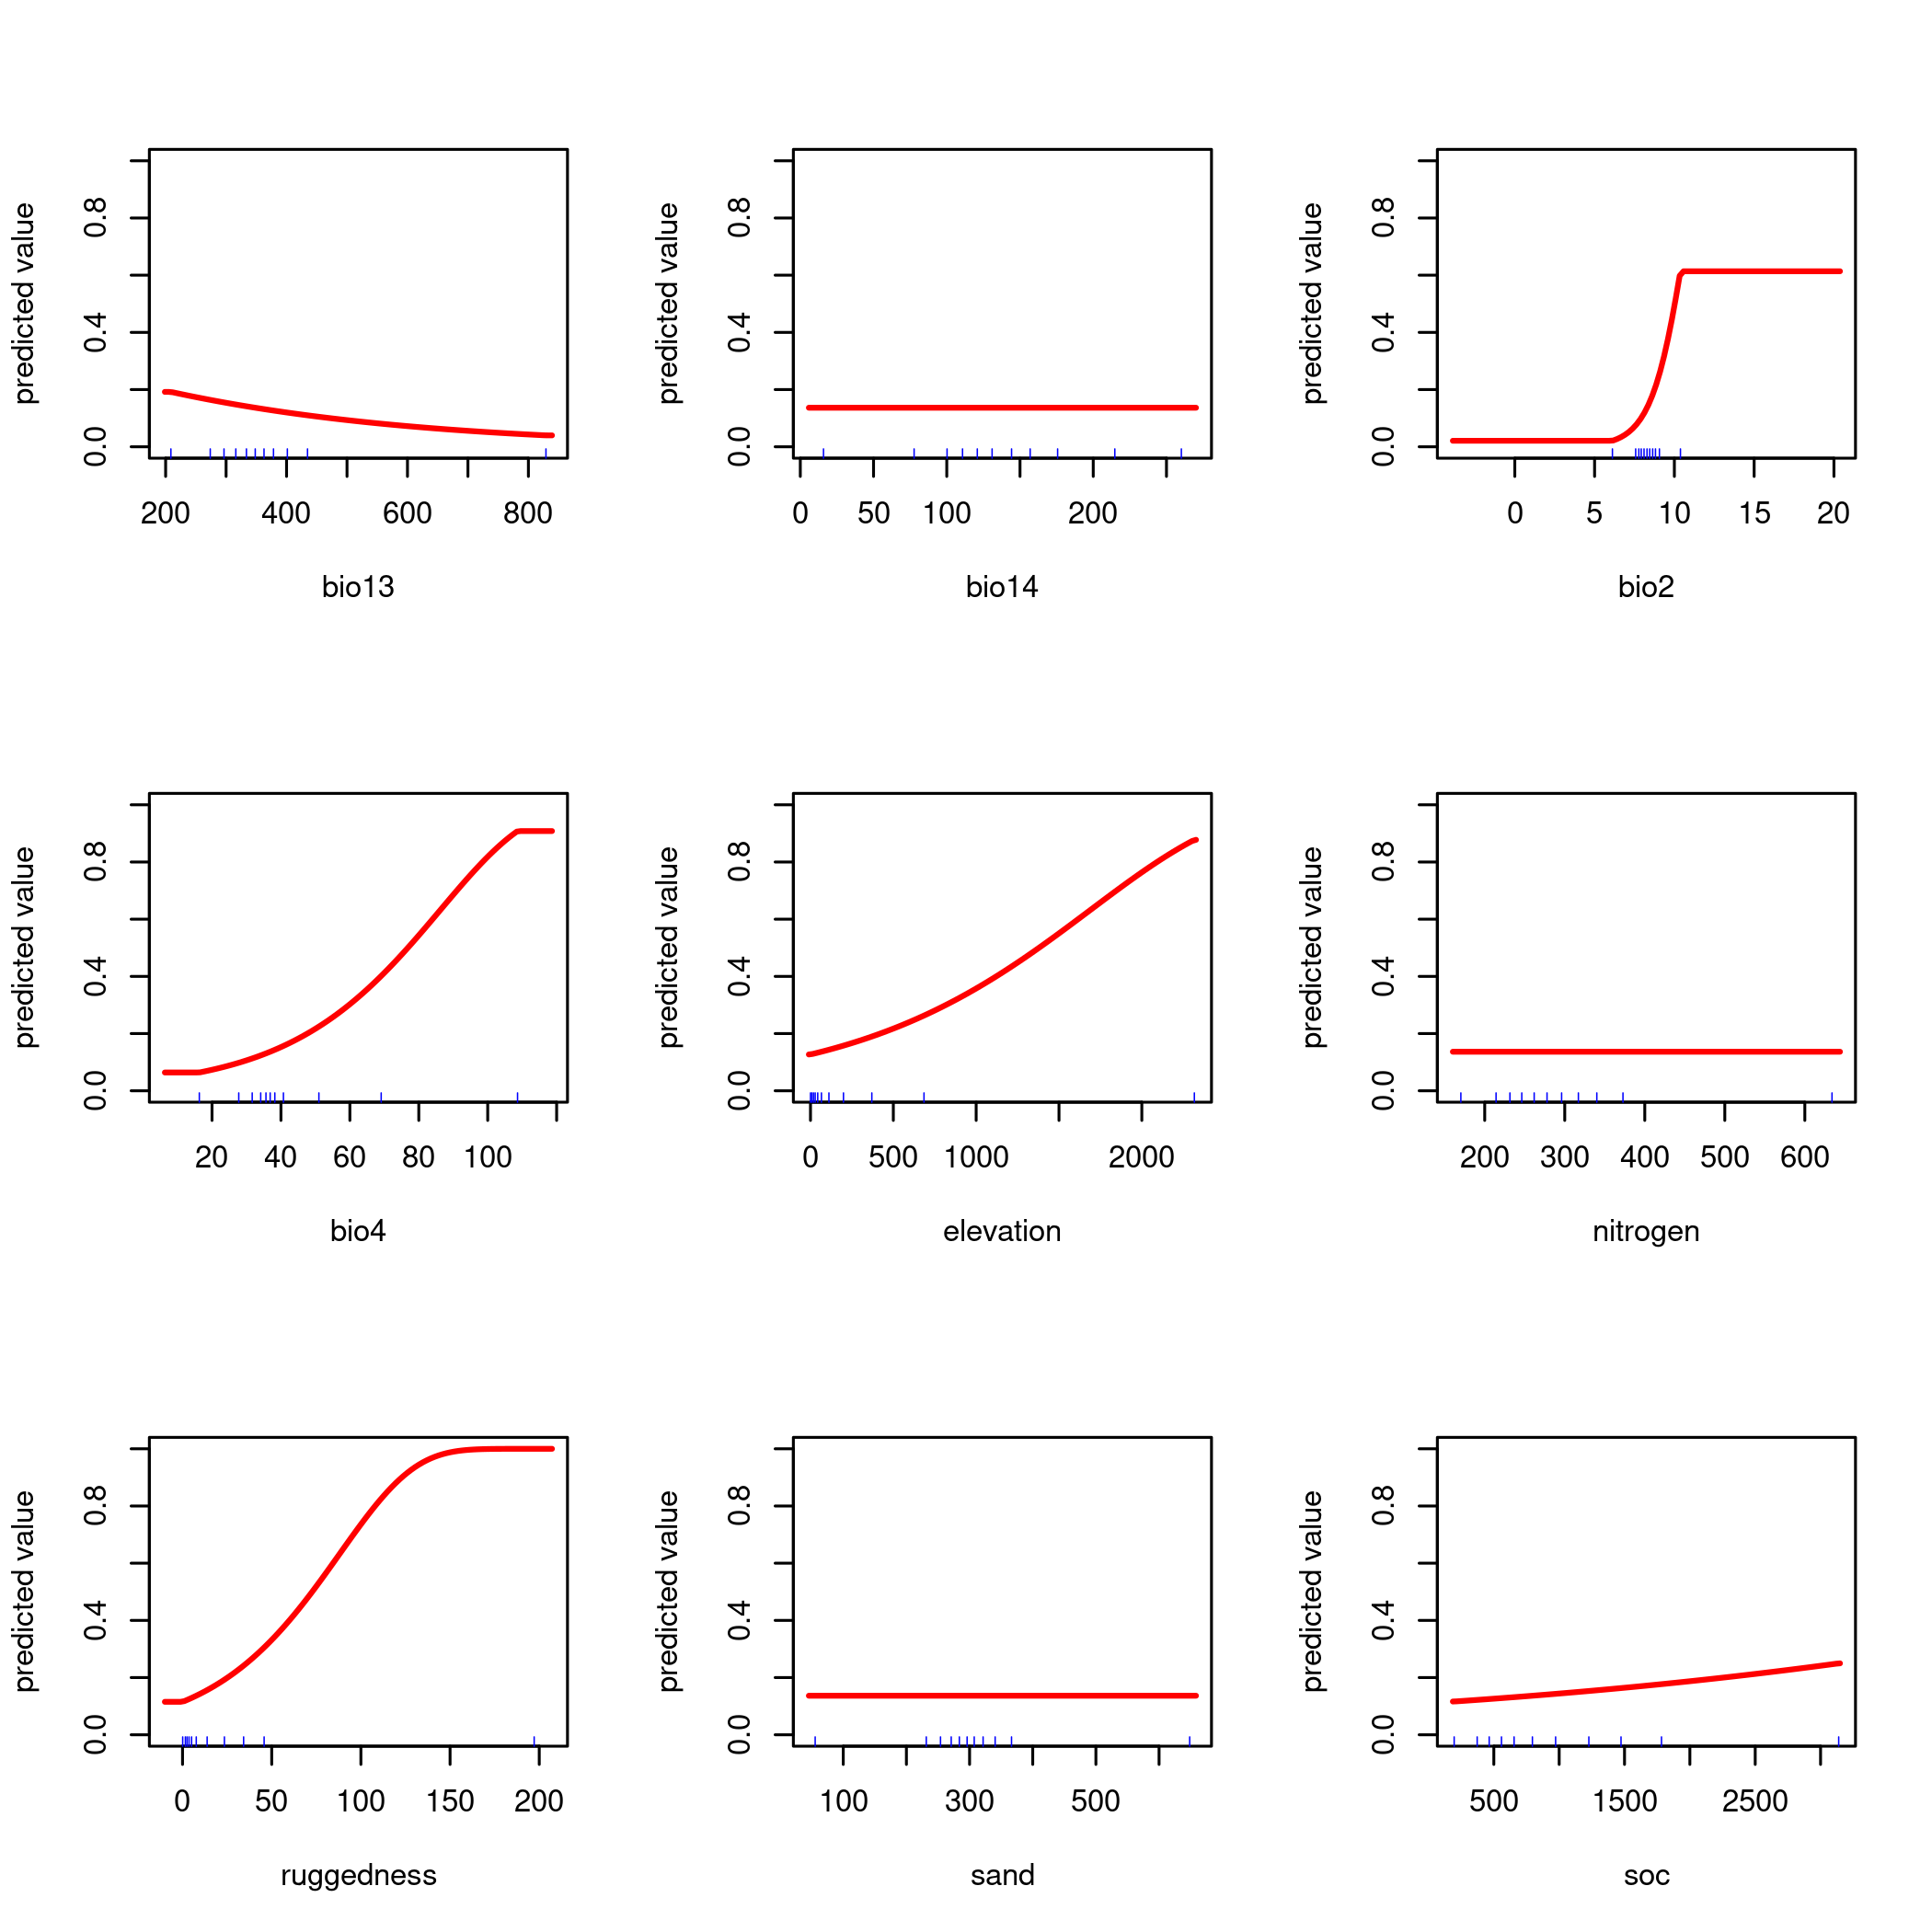 predicted value
0.0 0.4 0.8
200 400 600 800
bio13
predicted value
0.0 0.4 0.8
0 50 100 200
bio14
predicted value
0.0 0.4 0.8
0 5 10 15 20
bio2
predicted value
0.0 0.4 0.8
20 40 60 80 100
bio4
predicted value
0.0 0.4 0.8
0 500 1000 2000
elevation
predicted value
0.0 0.4 0.8
200 300 400 500 600
nitrogen
predicted value
0.0 0.4 0.8
0 50 100 150 200
ruggedness
predicted value
0.0 0.4 0.8
100 300 500
sand
predicted value
0.0 0.4 0.8
500 1500 2500
soc